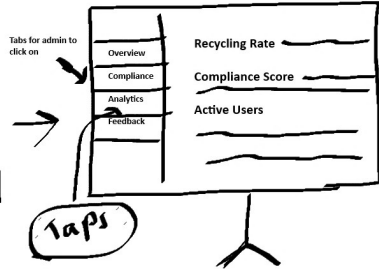 Tabs for admin to
click on
Overview
Compliance
Analytics
Feedback
Recycling Rate
Compliance Score
Active Users
Taps